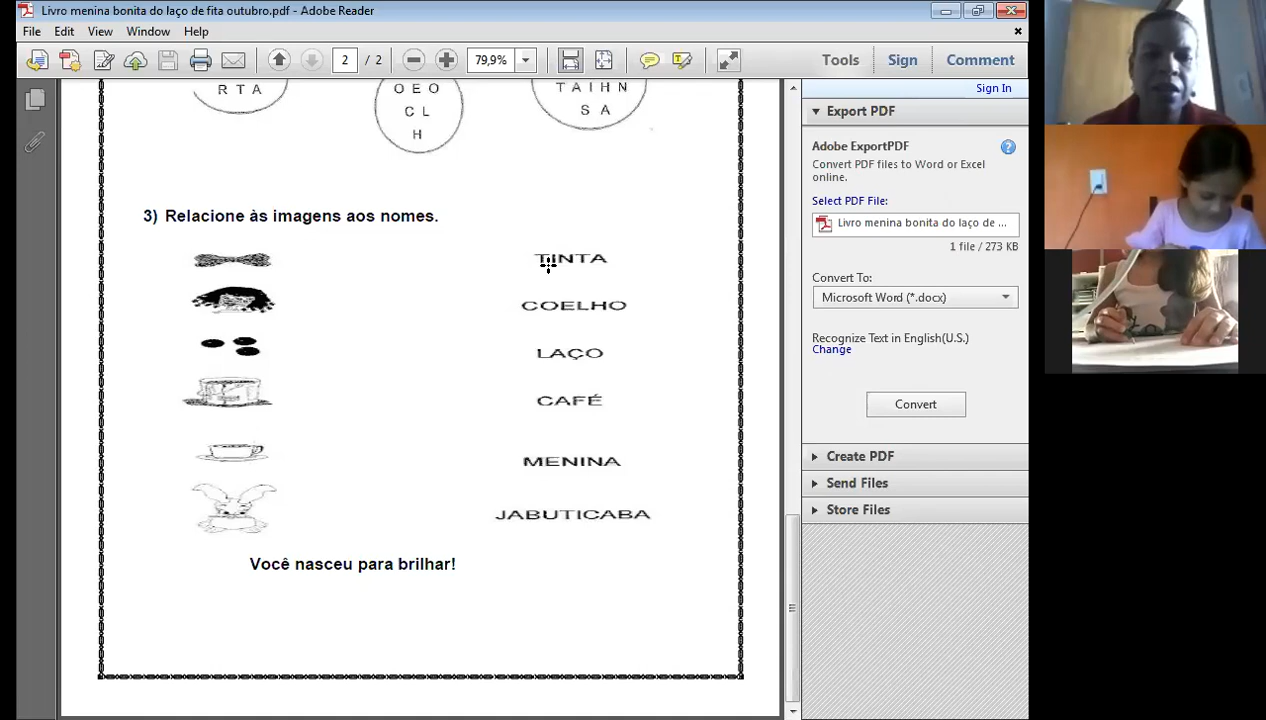 Livro menina bonita do laço de fita outubro.pdf - Adobe Reader
File Edit View Window Help
2 / 2 79,9% Tools Sign Comment
Sign In
Export PDF
Adobe ExportPDF
Convert PDF files to Word or Excel
online.
Select PDF File:
Livro menina bonita do laço de ...
1 file / 273 KB
Convert To:
Microsoft Word (*.docx)
Recognize Text in English(U.S.)
Change
Convert
Create PDF
Send Files
Store Files
R T A
O E O
C L
H
T A I H N
S A
3) Relacione às imagens aos nomes.
TINTA
COELHO
LAÇO
CAFÉ
MENINA
JABUTICABA
Você nasceu para brilhar!